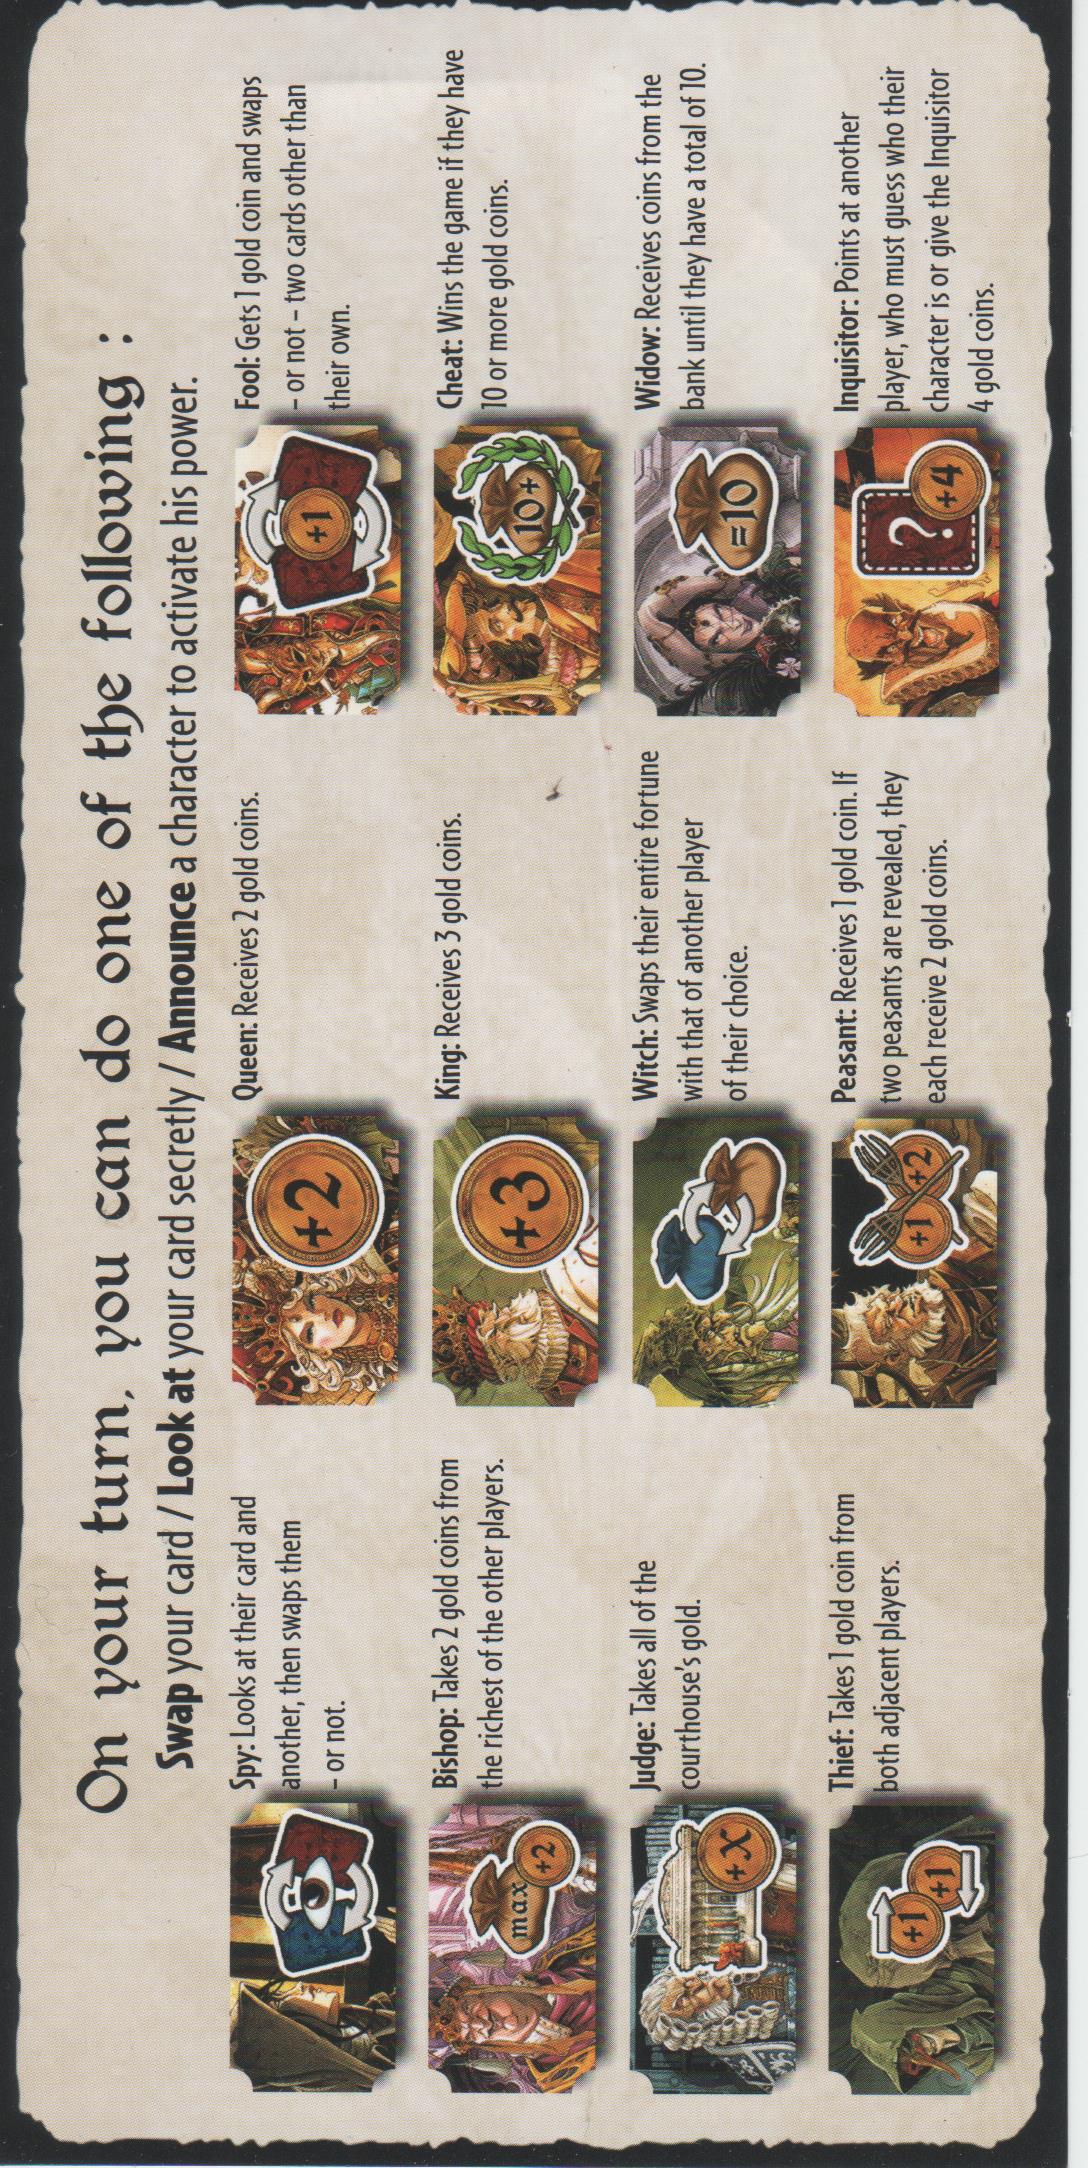 On your turn, you can do one of the following :
Swap your card / Look at your card secretly / Announce a character to activate his power.
Spy: Looks at their card and
another, then swaps them
– or not.
max
+2
Bishop: Takes 2 gold coins from
the richest of the other players.
+X
Judge: Takes all of the
courthouse's gold.
+1
+1
Thief: Takes 1 gold coin from
both adjacent players.
+2
Queen: Receives 2 gold coins.
+3
King: Receives 3 gold coins.
Witch: Swaps their entire fortune
with that of another player
of their choice.
+1 +2
Peasant: Receives 1 gold coin. If
two peasants are revealed, they
each receive 2 gold coins.
+1
Fool: Gets 1 gold coin and swaps
– or not – two cards other than
their own.
10+
Cheat: Wins the game if they have
10 or more gold coins.
=10
Widow: Receives coins from the
bank until they have a total of 10.
?
+4
Inquisitor: Points at another
player, who must guess who their
character is or give the Inquisitor
4 gold coins.